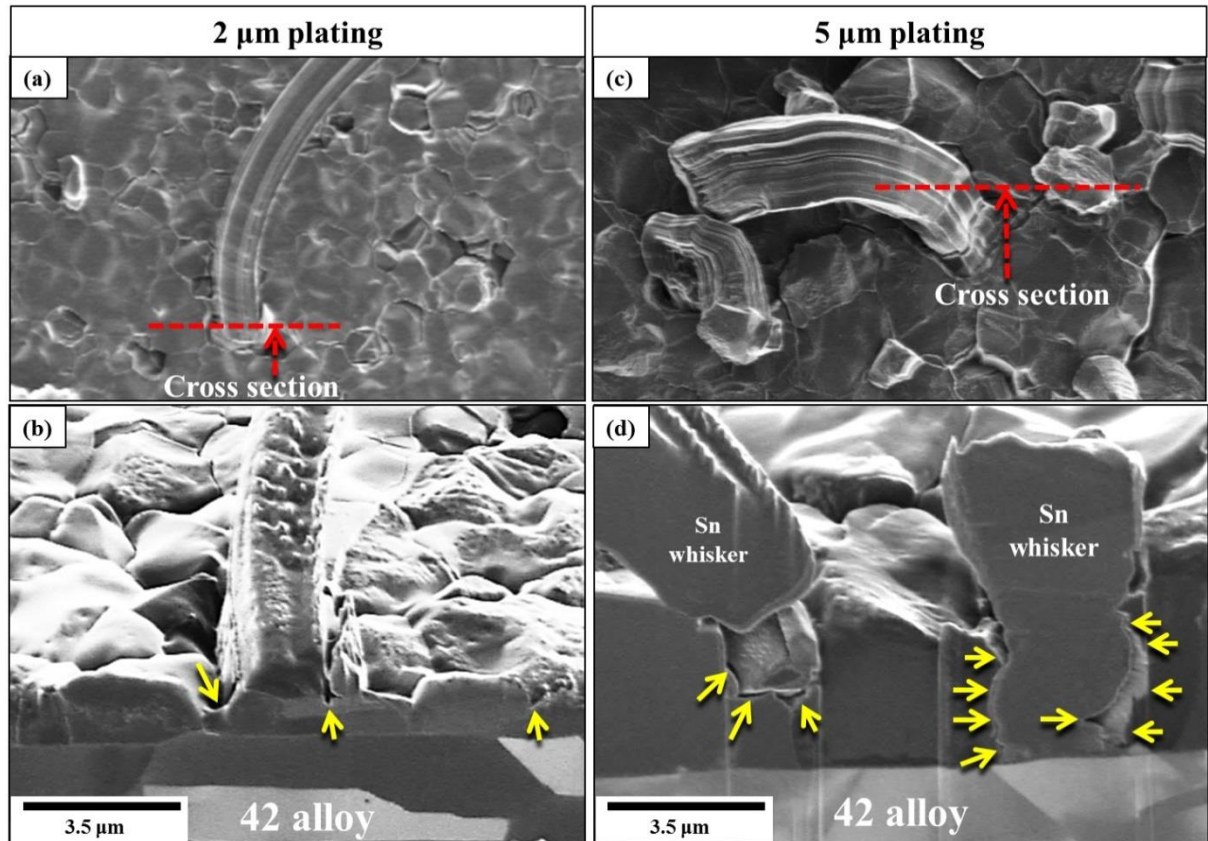 2 μm plating
5 μm plating
(a)
Cross section
(c)
Cross section
(b)
3.5 μm
42 alloy
(d)
Sn
whisker
Sn
whisker
3.5 μm
42 alloy